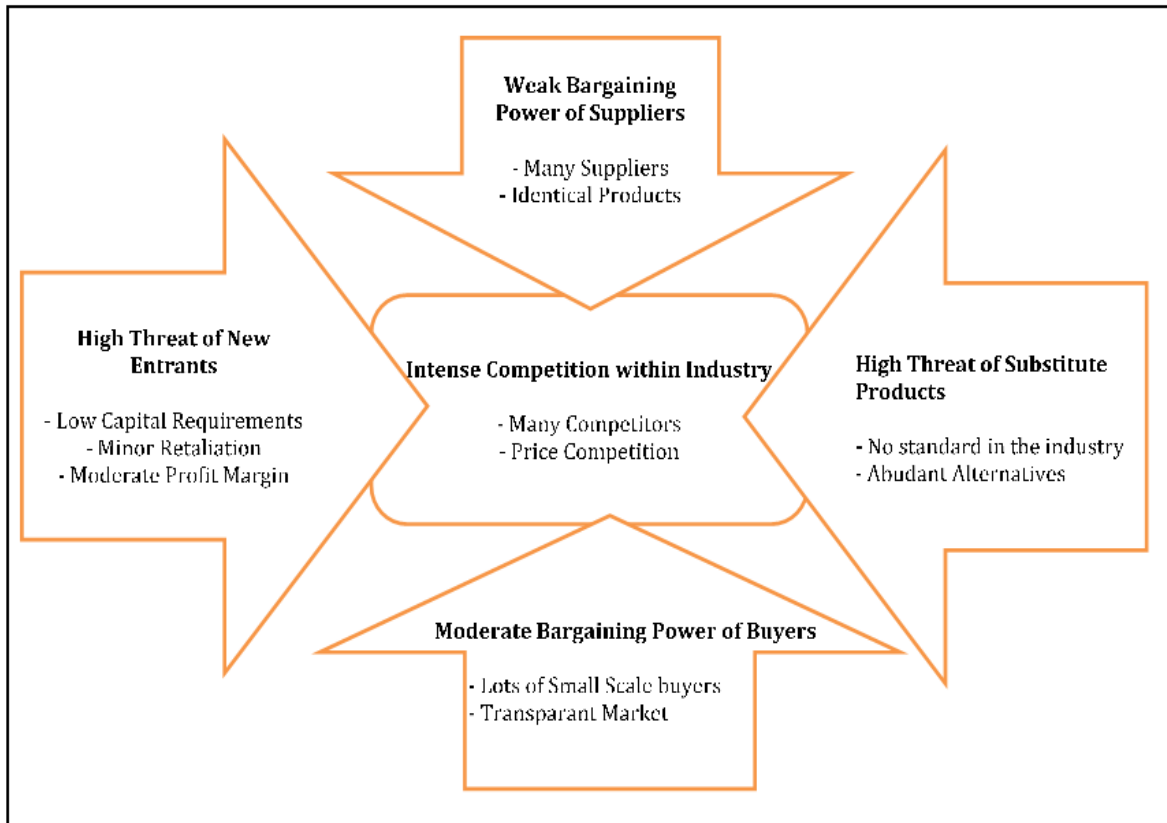 Weak Bargaining
Power of Suppliers
- Many Suppliers
- Identical Products
High Threat of New
Entrants
- Low Capital Requirements
- Minor Retaliation
- Moderate Profit Margin
Intense Competition within Industry
- Many Competitors
- Price Competition
High Threat of Substitute
Products
- No standard in the industry
- Abudant Alternatives
Moderate Bargaining Power of Buyers
- Lots of Small Scale buyers
- Transparant Market